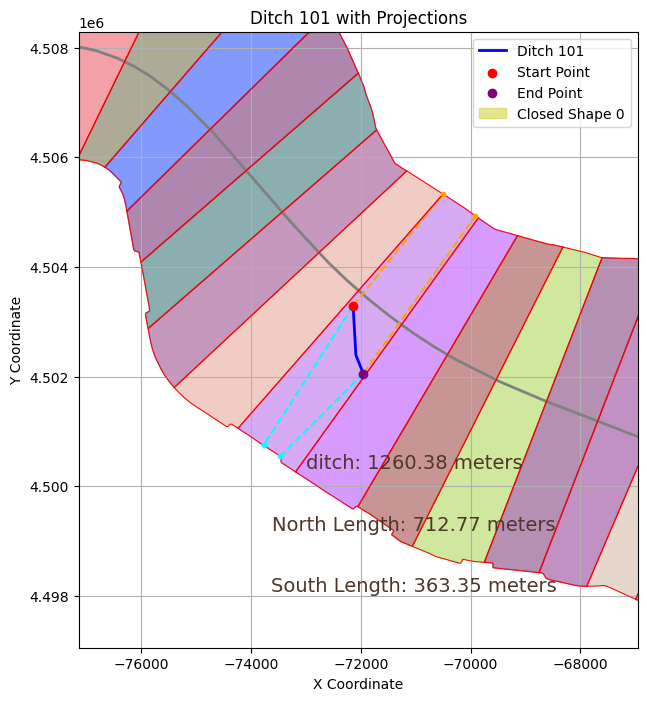 Ditch 101 with Projections
1e6
Ditch 101
Start Point
End Point
Closed Shape 0
4.508
4.506
4.504
4.502
4.500
4.498
Y Coordinate
ditch: 1260.38 meters
North Length: 712.77 meters
South Length: 363.35 meters
−76000 −74000 −72000 −70000 −68000
X Coordinate